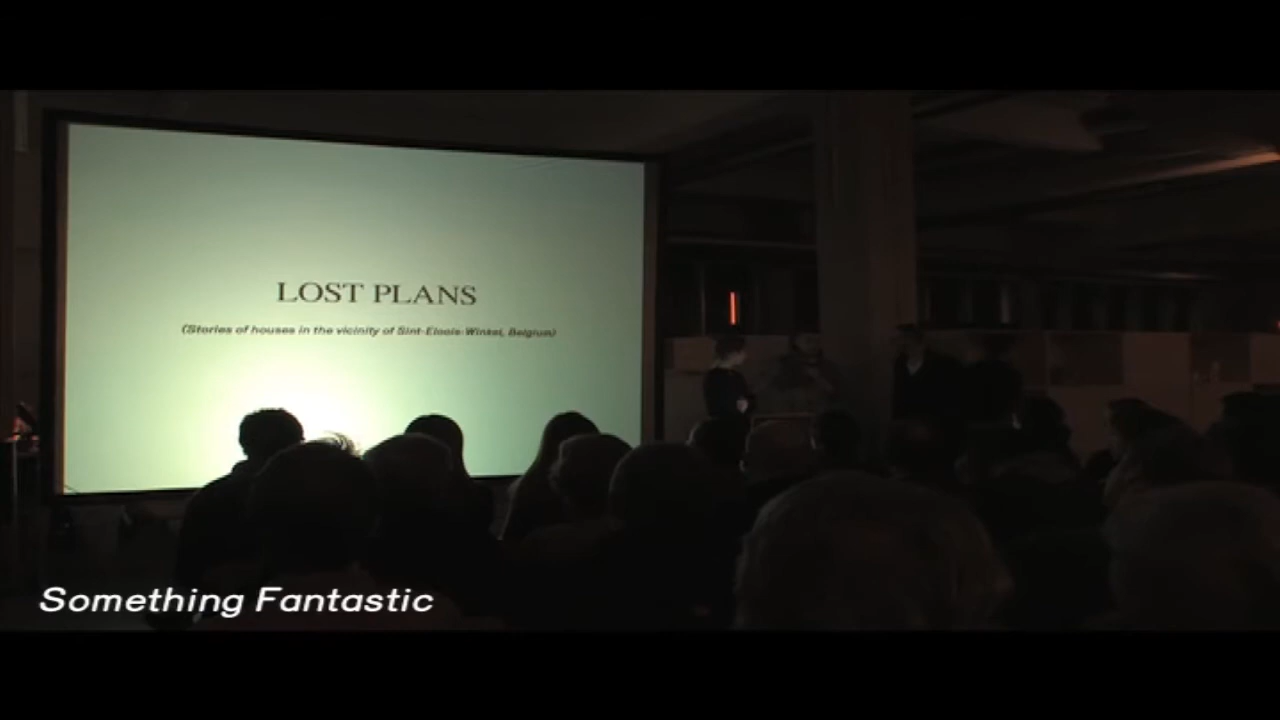 LOST PLANS
(Stories of houses in the vicinity of Sint-Eloois-Winkel, Belgium)
Something Fantastic